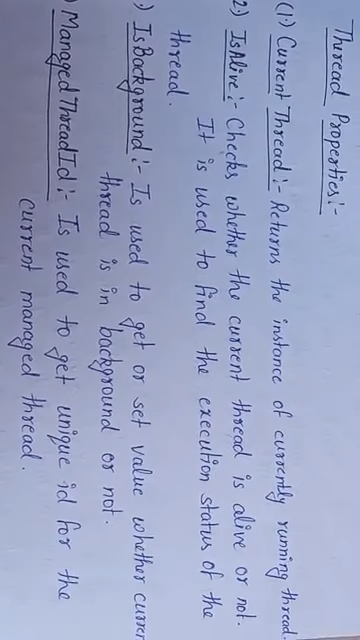 Thread Properties:-
(1.) Current Thread:- Returns the instance of currently running thread
2.) IsAlive:- Checks whether the current thread is alive or not.
It is used to find the execution status of the
thread.
.) IsBackground:- Is used to get or set value whether curren
thread is in background or not.
) ManagedThreadId:- Is used to get unique id for the
current managed thread.